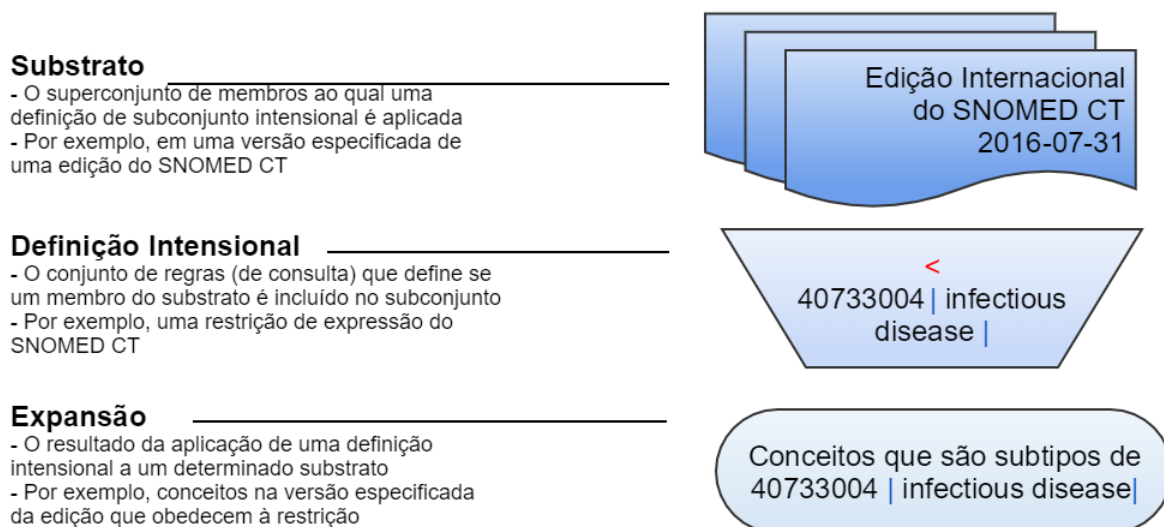 Substrato
- O superconjunto de membros ao qual uma
definição de subconjunto intensional é aplicada
- Por exemplo, em uma versão especificada de
uma edição do SNOMED CT
Edição Internacional
do SNOMED CT
2016-07-31
Definição Intensional
- O conjunto de regras (de consulta) que define se
um membro do substrato é incluído no subconjunto
- Por exemplo, uma restrição de expressão do
SNOMED CT
<
40733004 | infectious
disease |
Expansão
- O resultado da aplicação de uma definição
intensional a um determinado substrato
- Por exemplo, conceitos na versão especificada
da edição que obedecem à restrição
Conceitos que são subtipos de
40733004 | infectious disease|